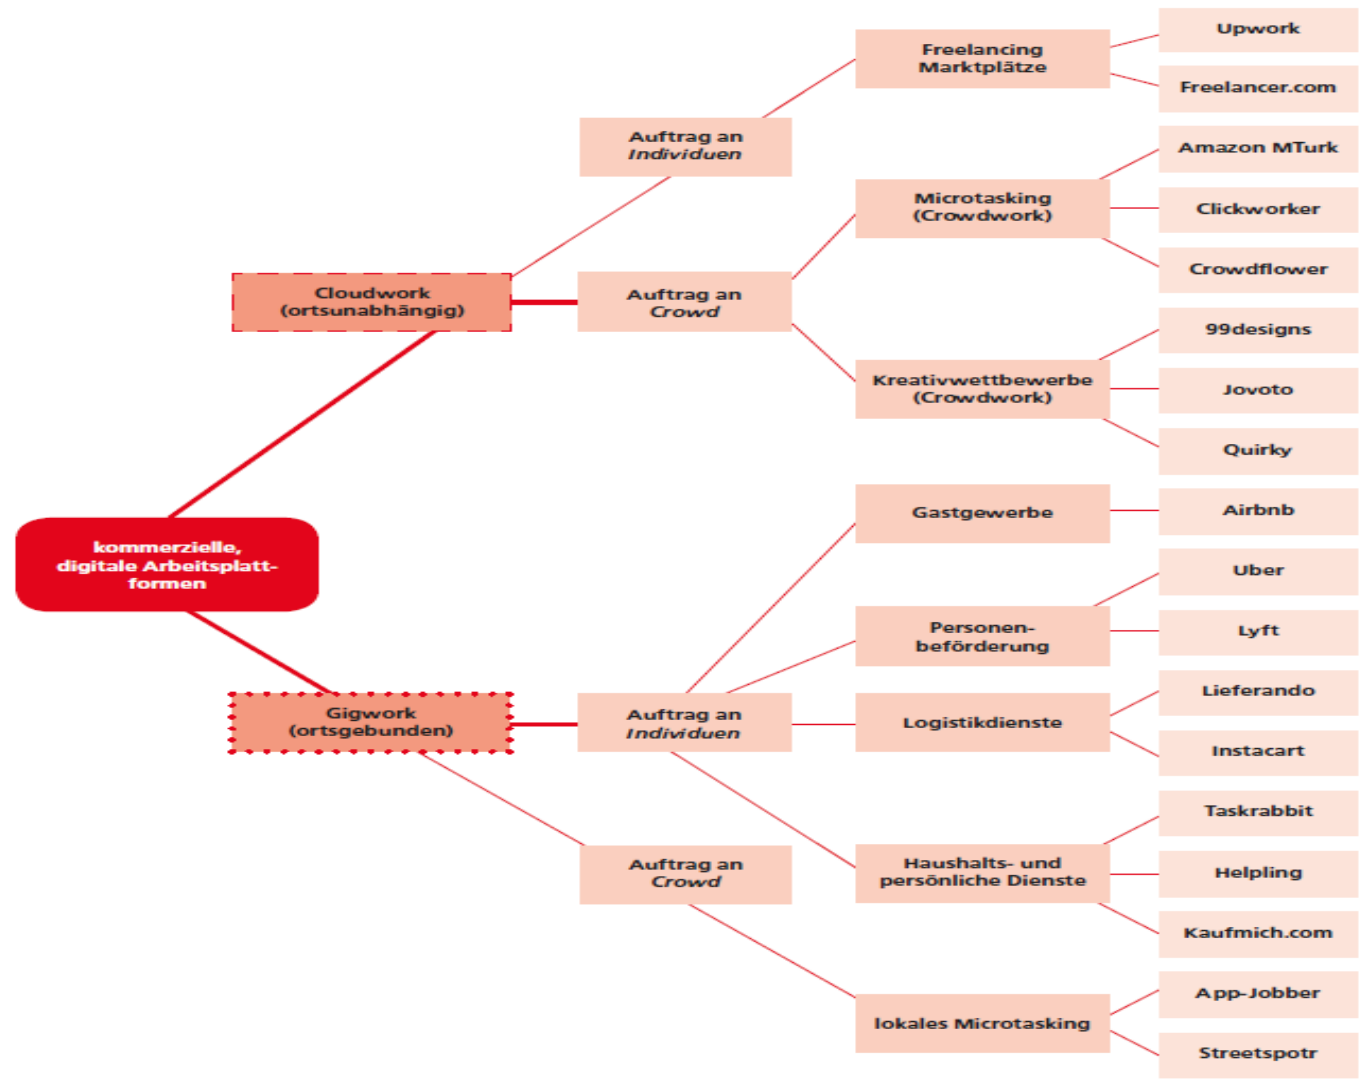 kommerzielle,
digitale Arbeitsplatt-
formen
Cloudwork
(ortsunabhängig)
Auftrag an
Individuen
Freelancing
Marktplätze
Upwork
Freelancer.com
Auftrag an
Crowd
Microtasking
(Crowdwork)
Amazon MTurk
Clickworker
Crowdflower
Kreativwettbewerbe
(Crowdwork)
99designs
Jovoto
Quirky
Gigwork
(ortsgebunden)
Auftrag an
Individuen
Gastgewerbe
Airbnb
Personen-
beförderung
Uber
Lyft
Logistikdienste
Lieferando
Instacart
Haushalts- und
persönliche Dienste
Taskrabbit
Helpling
Kaufmich.com
Auftrag an
Crowd
lokales Microtasking
App-Jobber
Streetspotr